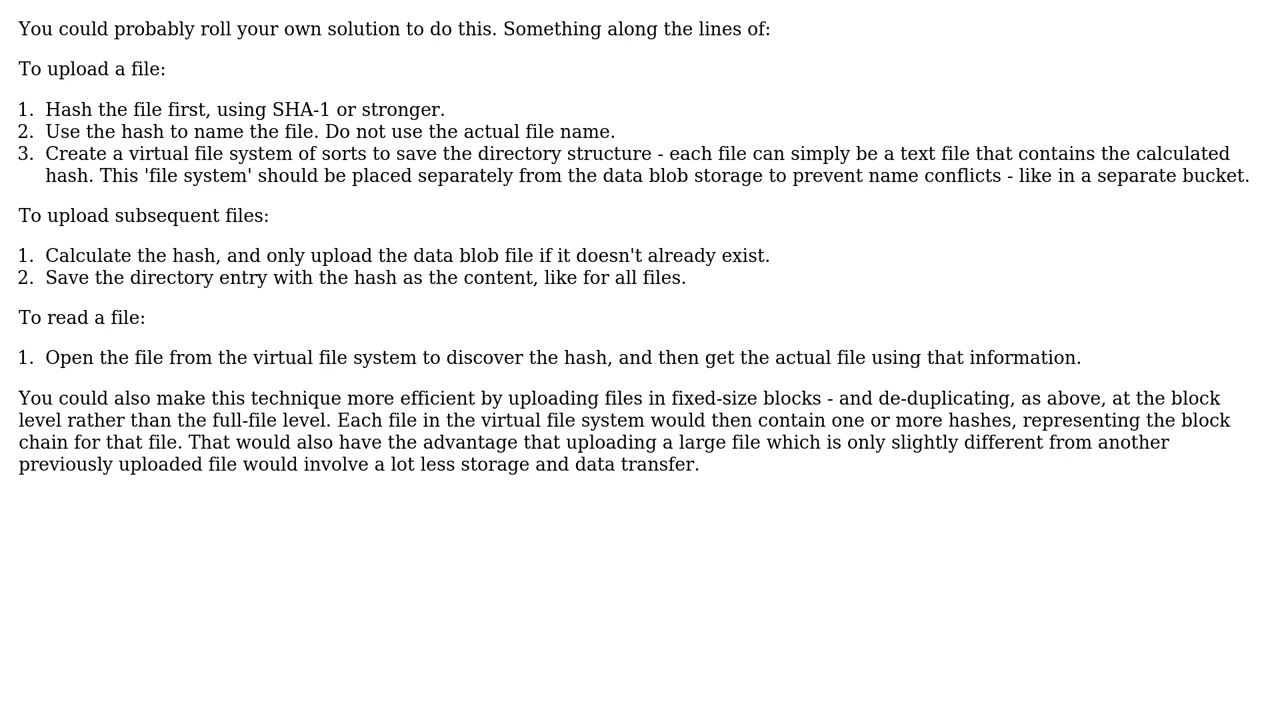 You could probably roll your own solution to do this. Something along the lines of:
To upload a file:
1. Hash the file first, using SHA-1 or stronger.
2. Use the hash to name the file. Do not use the actual file name.
3. Create a virtual file system of sorts to save the directory structure - each file can simply be a text file that contains the calculated
hash. This 'file system' should be placed separately from the data blob storage to prevent name conflicts - like in a separate bucket.
To upload subsequent files:
1. Calculate the hash, and only upload the data blob file if it doesn't already exist.
2. Save the directory entry with the hash as the content, like for all files.
To read a file:
1. Open the file from the virtual file system to discover the hash, and then get the actual file using that information.
You could also make this technique more efficient by uploading files in fixed-size blocks - and de-duplicating, as above, at the block
level rather than the full-file level. Each file in the virtual file system would then contain one or more hashes, representing the block
chain for that file. That would also have the advantage that uploading a large file which is only slightly different from another
previously uploaded file would involve a lot less storage and data transfer.